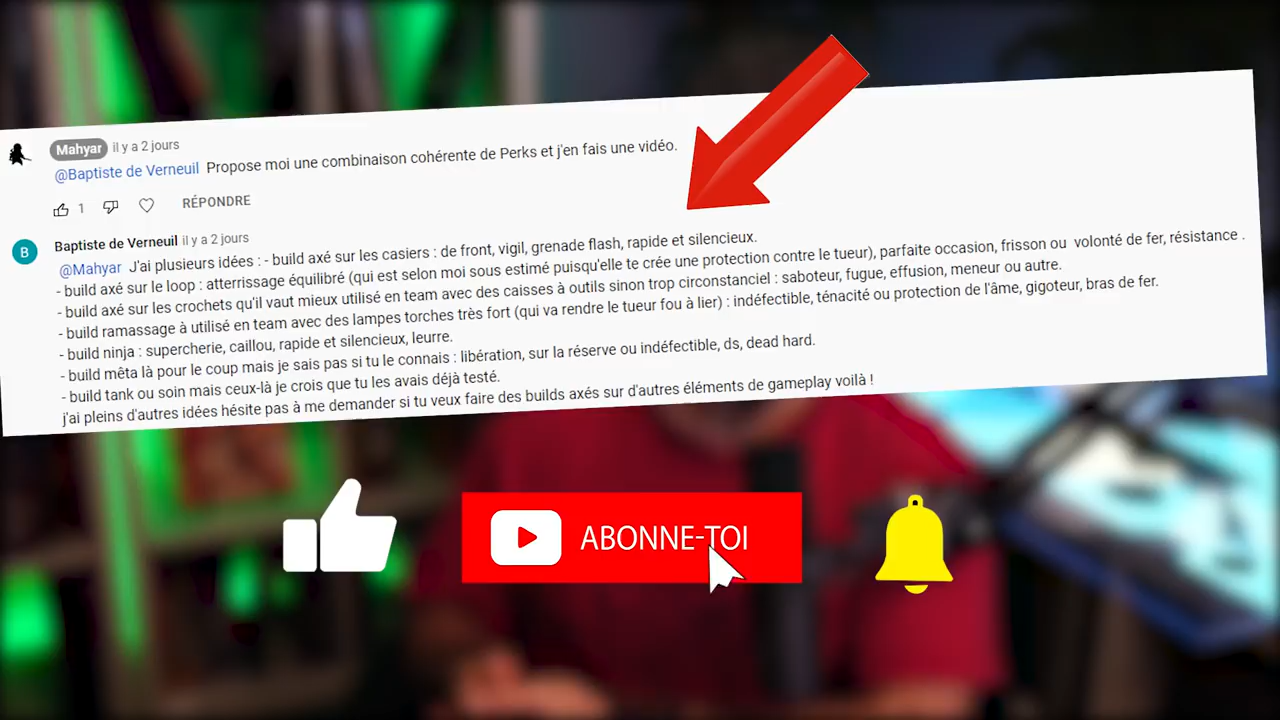 Mahyar il y a 2 jours
@Baptiste de Verneuil Propose moi une combinaison cohérente de Perks et j'en fais une vidéo.
1 RÉPONDRE
B
Baptiste de Verneuil il y a 2 jours
@Mahyar J'ai plusieurs idées : - build axé sur les casiers : de front, vigil, grenade flash, rapide et silencieux.
- build axé sur le loop : atterrissage équilibré (qui est selon moi sous estimé puisqu'elle te crée une protection contre le tueur), parfaite occasion, frisson ou volonté de fer, résistance .
- build axé sur les crochets qu'il vaut mieux utilisé en team avec des caisses à outils sinon trop circonstanciel : saboteur, fugue, effusion, meneur ou autre.
- build ramassage à utilisé en team avec des lampes torches très fort (qui va rendre le tueur fou à lier) : indéfectible, ténacité ou protection de l'âme, gigoteur, bras de fer.
- build ninja : supercherie, caillou, rapide et silencieux, leurre.
- build mêta là pour le coup mais je sais pas si tu le connais : libération, sur la réserve ou indéfectible, ds, dead hard.
- build tank ou soin mais ceux-là je crois que tu les avais déjà testé.
j'ai pleins d'autres idées hésite pas à me demander si tu veux faire des builds axés sur d'autres éléments de gameplay voilà !
ABONNE-TOI